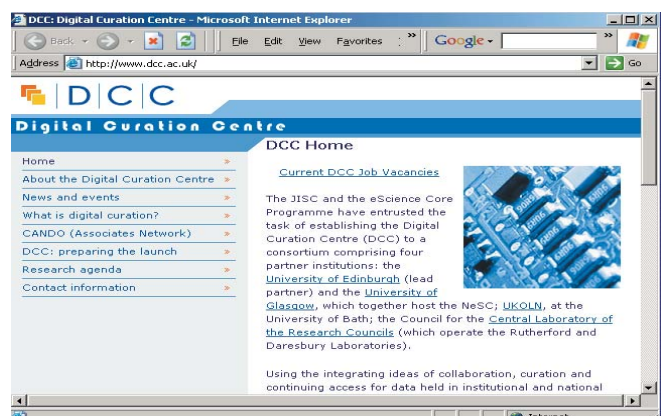 DCC: Digital Curation Centre - Microsoft Internet Explorer
Back File Edit View Favorites » Google »
Address http://www.dcc.ac.uk/ Go
D|C|C
Digital Curation Centre
DCC Home
Home »
About the Digital Curation Centre »
News and events »
What is digital curation? »
CANDO (Associates Network) »
DCC: preparing the launch »
Research agenda »
Contact information »
Current DCC Job Vacancies
The JISC and the eScience Core
Programme have entrusted the
task of establishing the Digital
Curation Centre (DCC) to a
consortium comprising four
partner institutions: the
University of Edinburgh (lead
partner) and the University of
Glasgow, which together host the NeSC; UKOLN, at the
University of Bath; the Council for the Central Laboratory of
the Research Councils (which operate the Rutherford and
Daresbury Laboratories).
Using the integrating ideas of collaboration, curation and
continuing access for data held in institutional and national
Internet